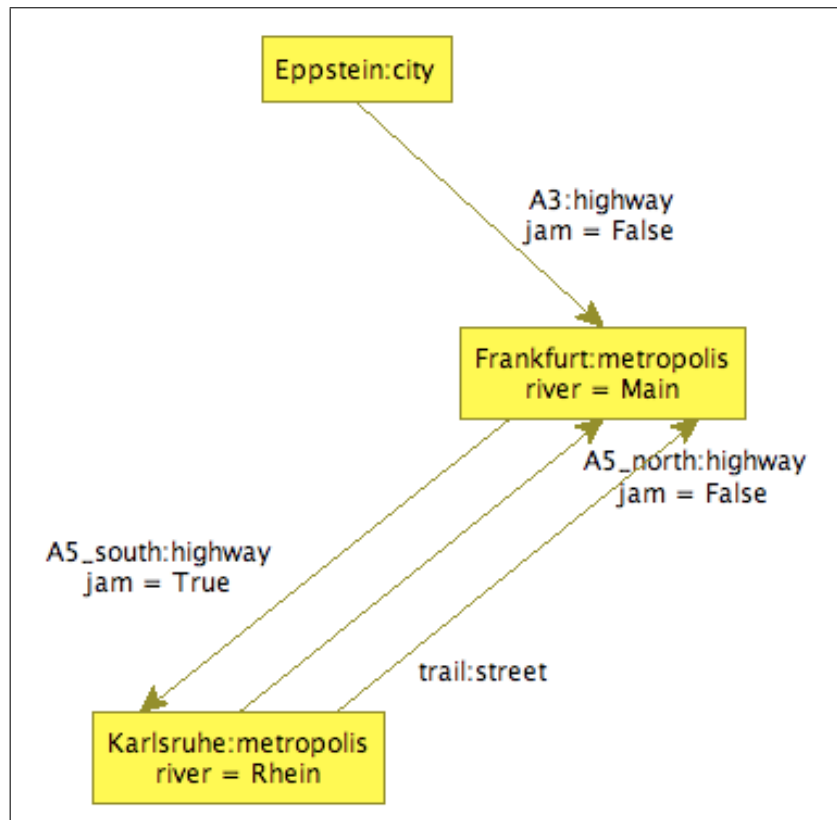 Eppstein:city
A3:highway
jam = False
Frankfurt:metropolis
river = Main
A5_north:highway
jam = False
A5_south:highway
jam = True
trail:street
Karlsruhe:metropolis
river = Rhein